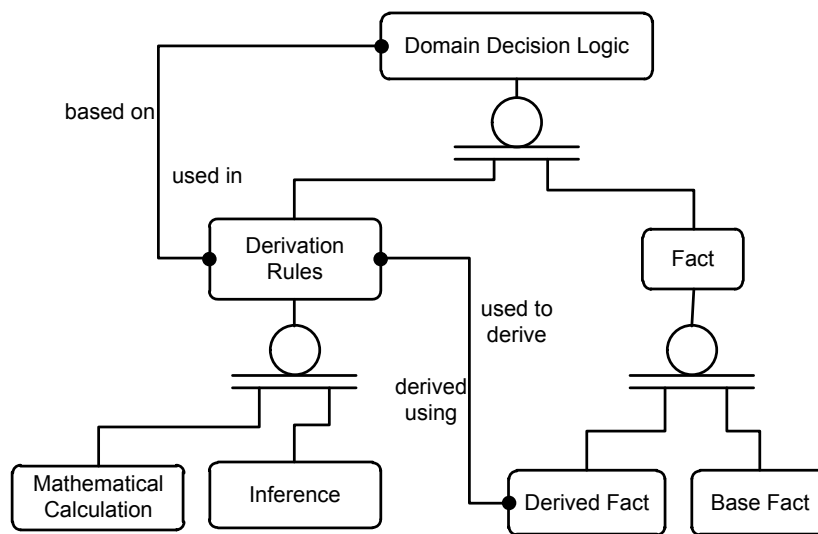 Domain Decision Logic
based on
used in
Derivation
Rules
Fact
used to
derive
derived
using
Mathematical
Calculation
Inference
Derived Fact
Base Fact